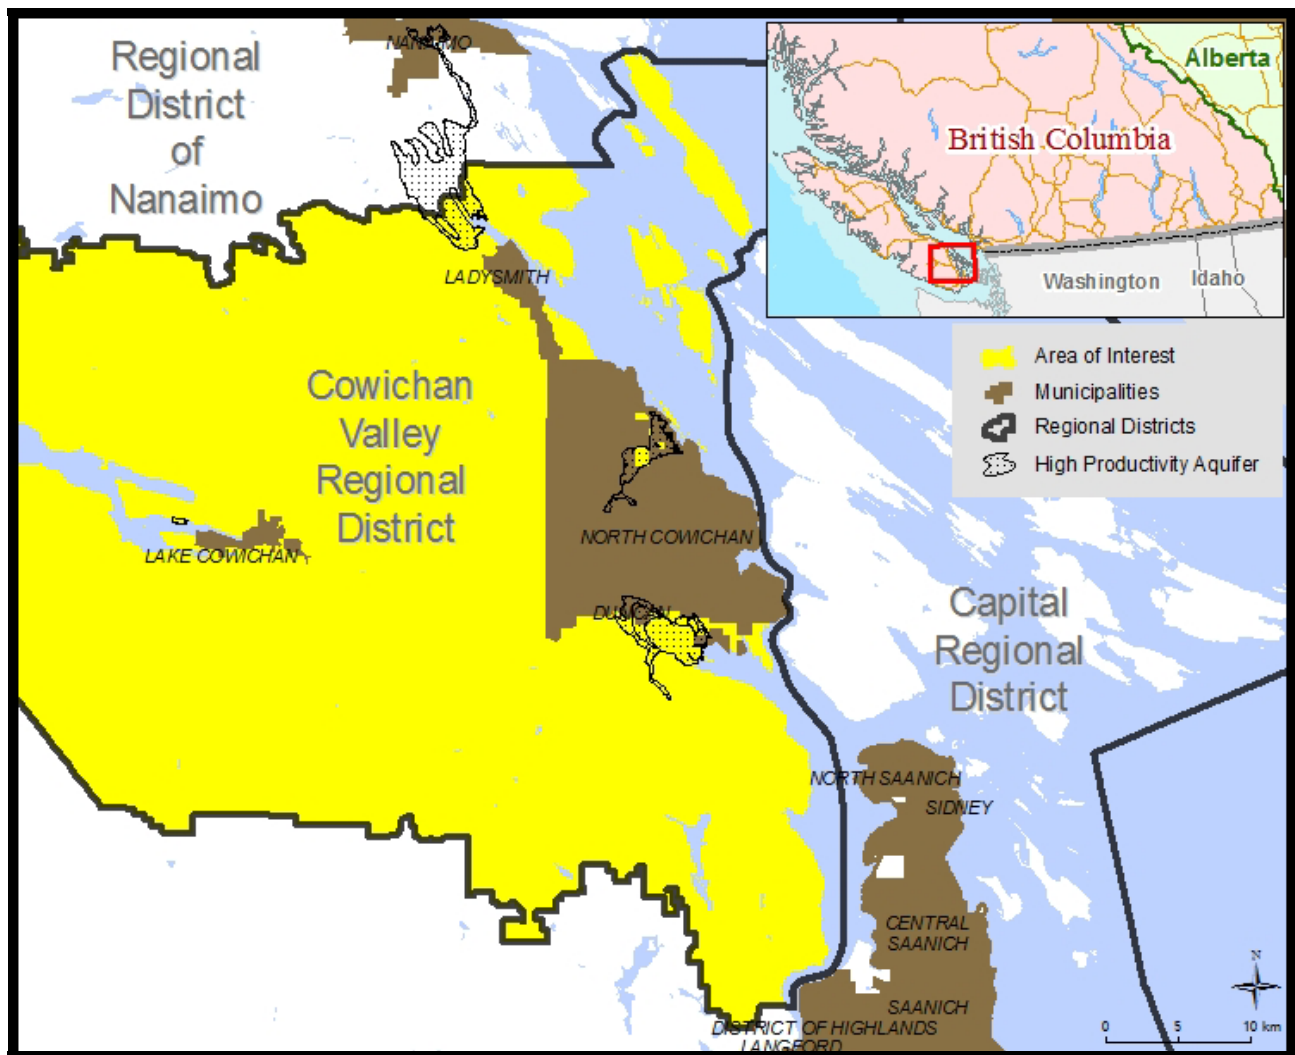 Regional
District
of
Nanaimo
NANAIMO
Alberta
British Columbia
Washington
Idaho
LADYSMITH
Area of Interest
Municipalities
Regional Districts
High Productivity Aquifer
Cowichan
Valley
Regional
District
NORTH COWICHAN
LAKE COWICHAN
DUNCAN
Capital
Regional
District
NORTH SAANICH
SIDNEY
CENTRAL
SAANICH
SAANICH
DISTRICT OF HIGHLANDS
LANGFORD
N
0 5 10 km